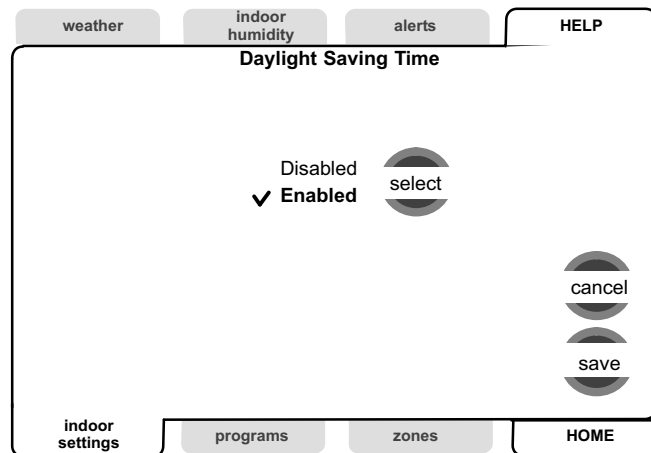 weather
indoor
humidity
alerts
HELP
Daylight Saving Time
Disabled
Enabled
select
cancel
save
indoor
settings
programs
zones
HOME